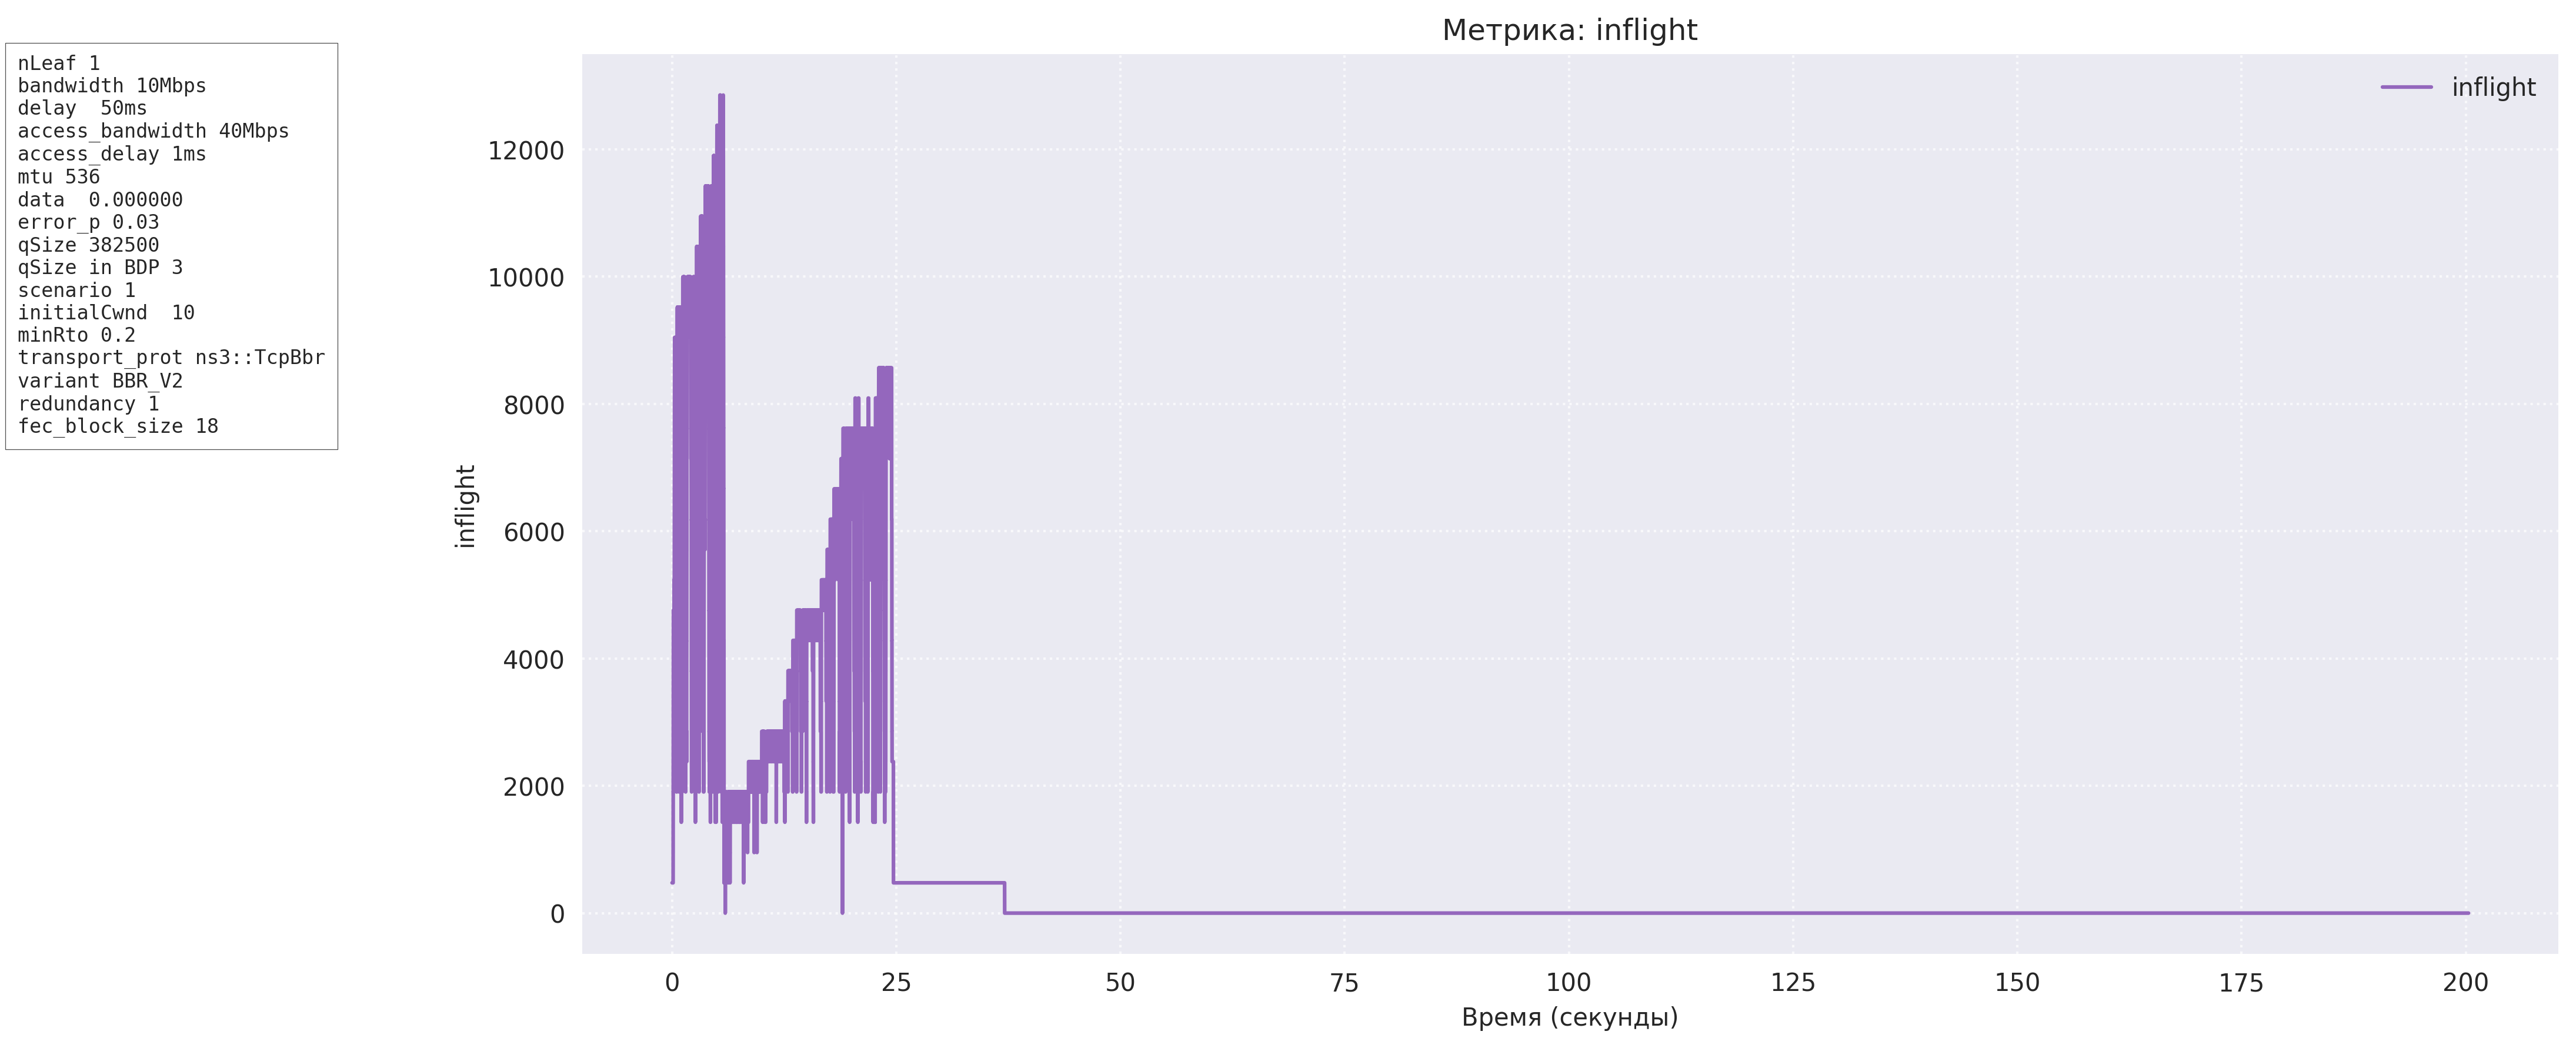 Метрика: inflight
nLeaf 1
bandwidth 10Mbps
delay  50ms
access_bandwidth 40Mbps
access_delay 1ms
mtu 536
data  0.000000
error_p 0.03
qSize 382500
qSize in BDP 3
scenario 1
initialCwnd  10
minRto 0.2
transport_prot ns3::TcpBbr
variant BBR_V2
redundancy 1
fec_block_size 18
inflight
inflight
12000
10000
8000
6000
4000
2000
0
0 25 50 75 100 125 150 175 200
Время (секунды)